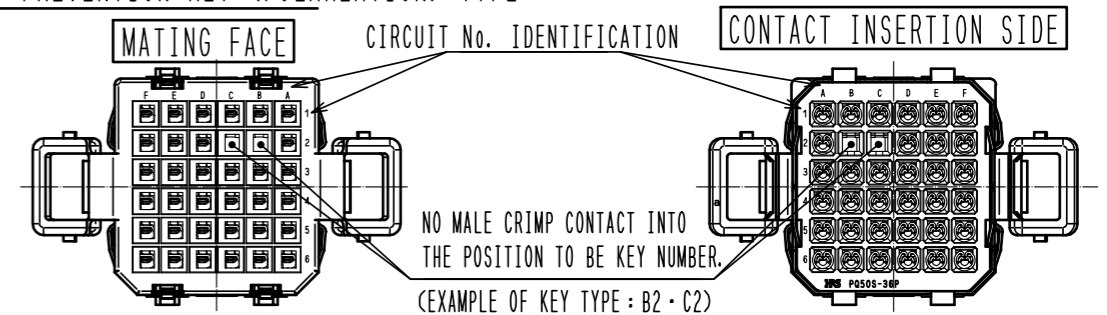 MATING FACE
CIRCUIT No. IDENTIFICATION
CONTACT INSERTION SIDE
F E D C B A
1
2
3
4
5
6
A B C D E F
1
2
3
4
5
6
a
NO MALE CRIMP CONTACT INTO
THE POSITION TO BE KEY NUMBER.
(EXAMPLE OF KEY TYPE : B2・C2)
HRS PQ50S-36P